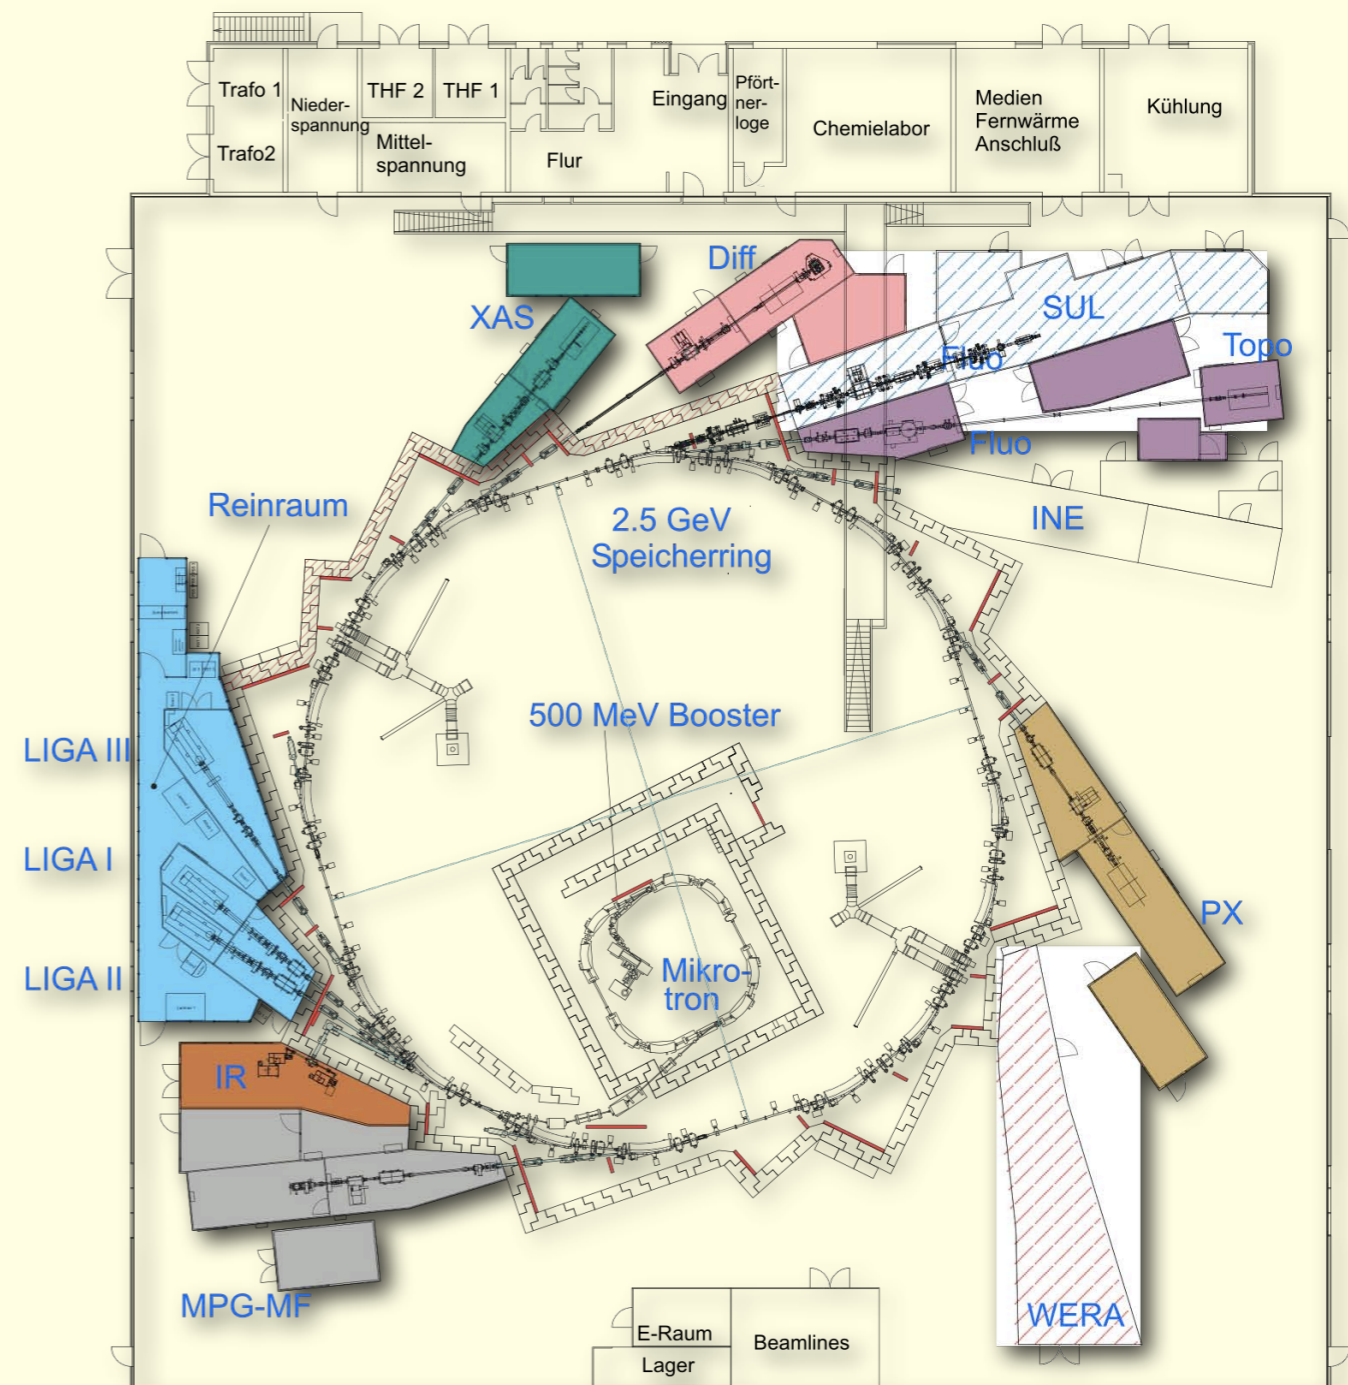 Trafo 1
Trafo2
Nieder-
spannung
THF 2
THF 1
Mittel-
spannung
Flur
Eingang
Pfört-
ner-
loge
Chemielabor
Medien
Fernwärme
Anschluß
Kühlung
Diff
XAS
SUL
Fluo
Topo
Fluo
INE
Reinraum
2.5 GeV
Speicherring
500 MeV Booster
LIGA III
LIGA I
LIGA II
PX
Mikro-
tron
IR
MPG-MF
WERA
E-Raum
Lager
Beamlines